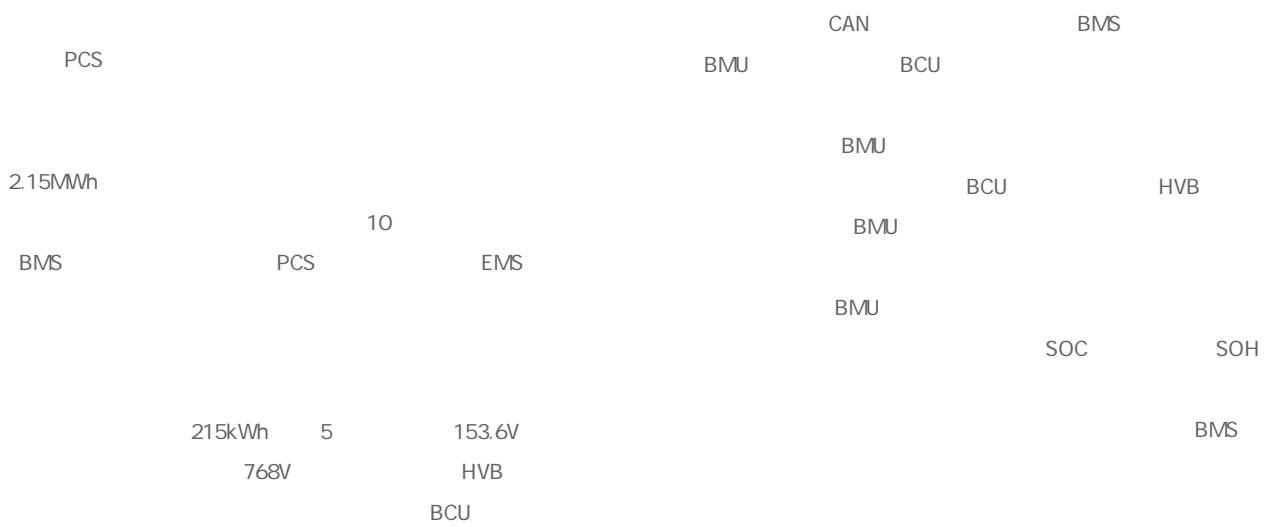 PCS
2.15MWh
10
BMS PCS EMS
215kWh 5 153.6V
768V HVB
BCU
CAN BMS
BMU BCU
BMU
BCU HVB
BMU
BMU
SOC SOH
BMS